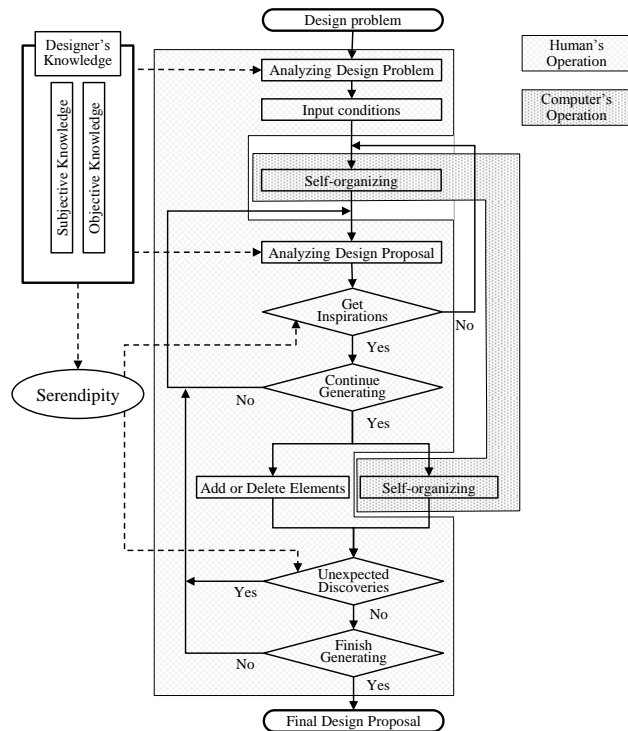 Design problem
Designer's
Knowledge
Human's
Operation
Analyzing Design Problem
Computer's
Operation
Input conditions
Subjective Knowledge
Objective Knowledge
Self-organizing
Analyzing Design Proposal
Get
Inspirations
No
Yes
Serendipity
Continue
Generating
No
Yes
Add or Delete Elements
Self-organizing
Unexpected
Discoveries
Yes
No
Finish
Generating
No
Yes
Final Design Proposal